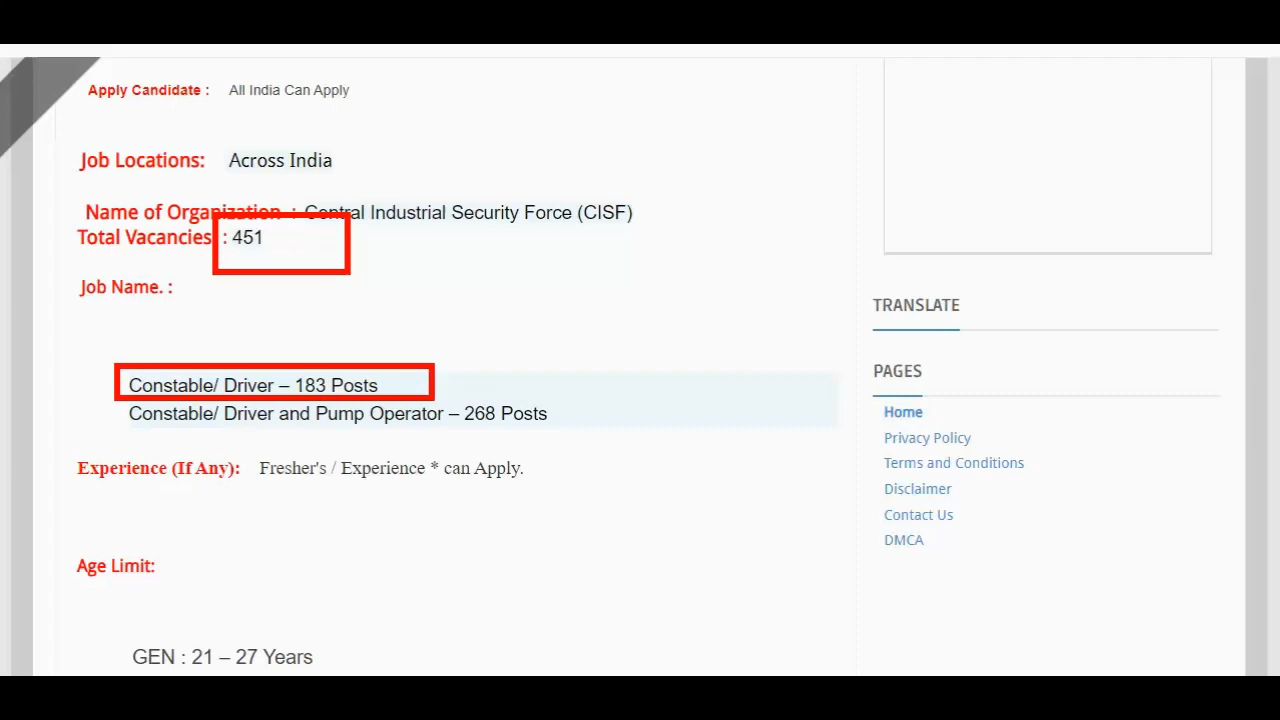 Apply Candidate : All India Can Apply
Job Locations: Across India
Name of Organization : Central Industrial Security Force (CISF)
Total Vacancies : 451
Job Name. :
Constable/ Driver – 183 Posts
Constable/ Driver and Pump Operator – 268 Posts
Experience (If Any): Fresher's / Experience * can Apply.
Age Limit:
GEN : 21 – 27 Years
TRANSLATE
PAGES
Home
Privacy Policy
Terms and Conditions
Disclaimer
Contact Us
DMCA